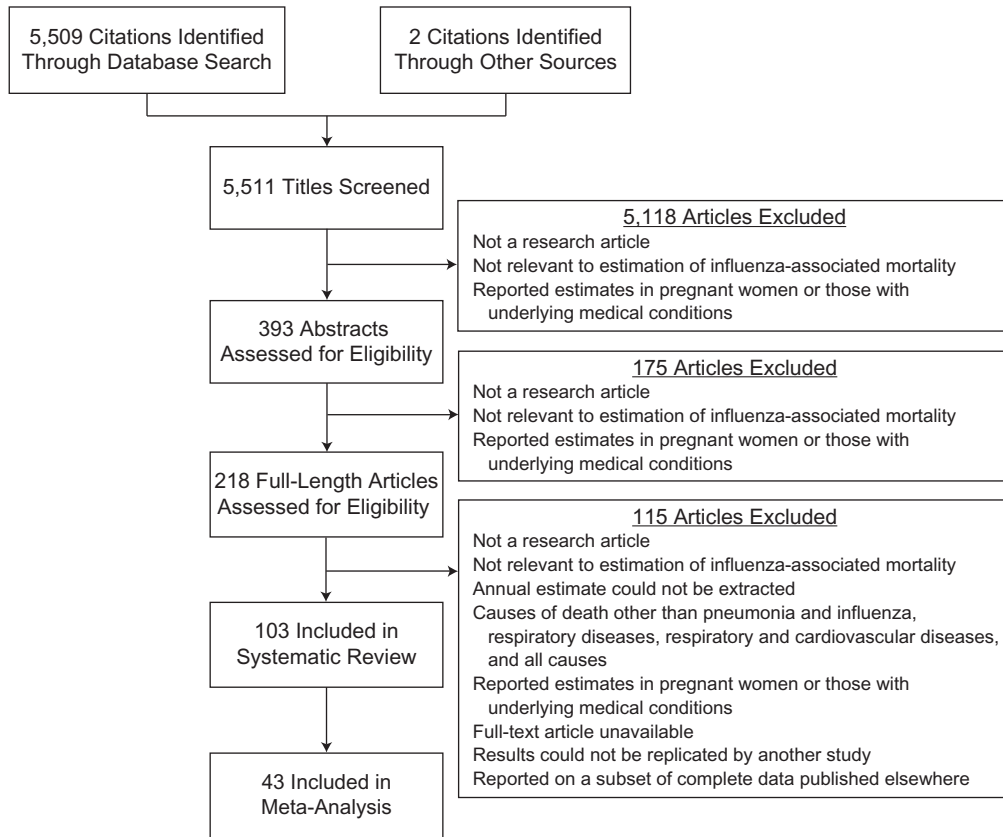 5,509 Citations Identified
Through Database Search
2 Citations Identified
Through Other Sources
5,511 Titles Screened
5,118 Articles Excluded
Not a research article
Not relevant to estimation of influenza-associated mortality
Reported estimates in pregnant women or those with
underlying medical conditions
393 Abstracts
Assessed for Eligibility
175 Articles Excluded
Not a research article
Not relevant to estimation of influenza-associated mortality
Reported estimates in pregnant women or those with
underlying medical conditions
218 Full-Length Articles
Assessed for Eligibility
115 Articles Excluded
Not a research article
Not relevant to estimation of influenza-associated mortality
Annual estimate could not be extracted
Causes of death other than pneumonia and influenza,
respiratory diseases, respiratory and cardiovascular diseases,
and all causes
Reported estimates in pregnant women or those with
underlying medical conditions
Full-text article unavailable
Results could not be replicated by another study
Reported on a subset of complete data published elsewhere
103 Included in
Systematic Review
43 Included in
Meta-Analysis